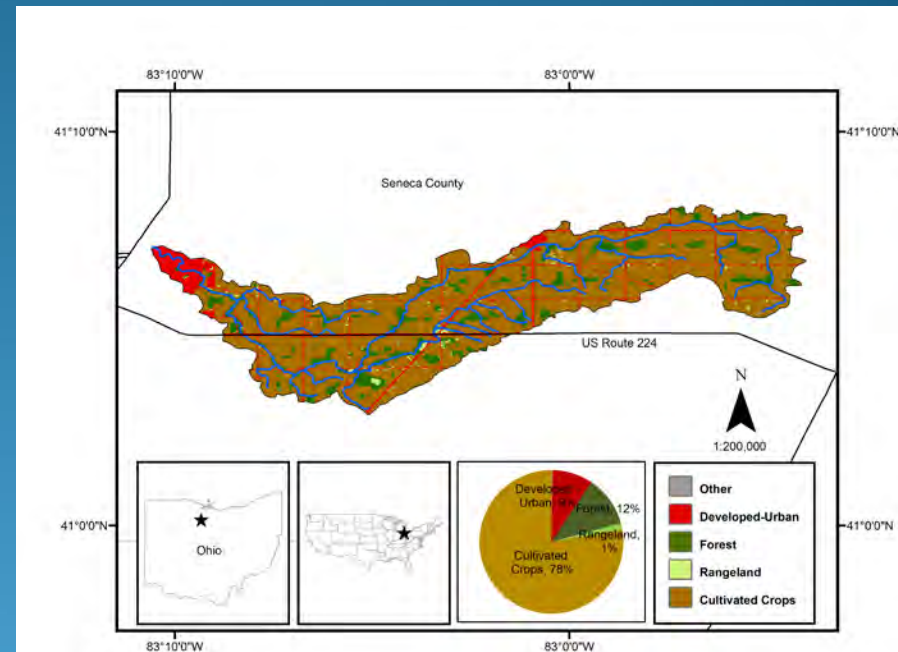 83°10'0"W
83°0'0"W
41°10'0"N
41°10'0"N
Seneca County
US Route 224
N
1:200,000
Ohio
Developed -
Urban, 9%
Forest, 12%
Rangeland,
1%
Cultivated
Crops, 78%
Other
Developed-Urban
Forest
Rangeland
Cultivated Crops
41°0'0"N
41°0'0"N
83°10'0"W
83°0'0"W